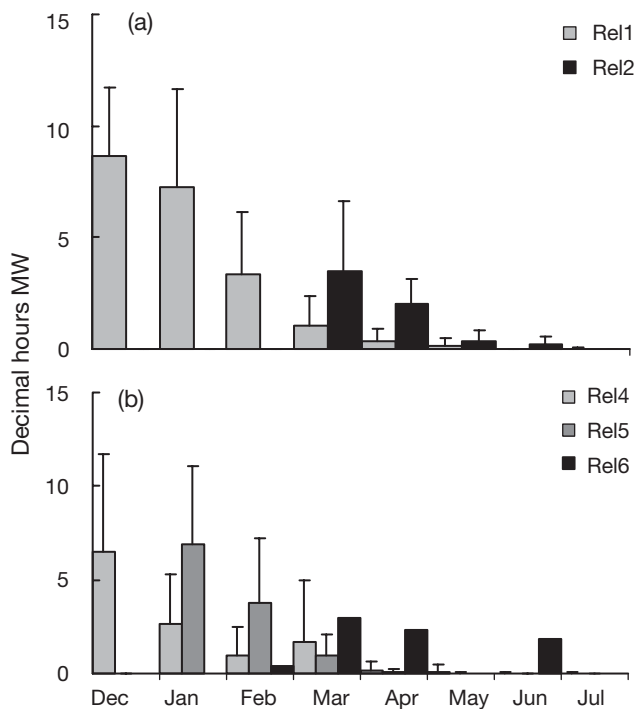 15
(a)
Rel1
Rel2
10
5
0
Decimal hours MW
15
(b)
Rel4
Rel5
Rel6
10
5
0
Dec Jan Feb Mar Apr May Jun Jul